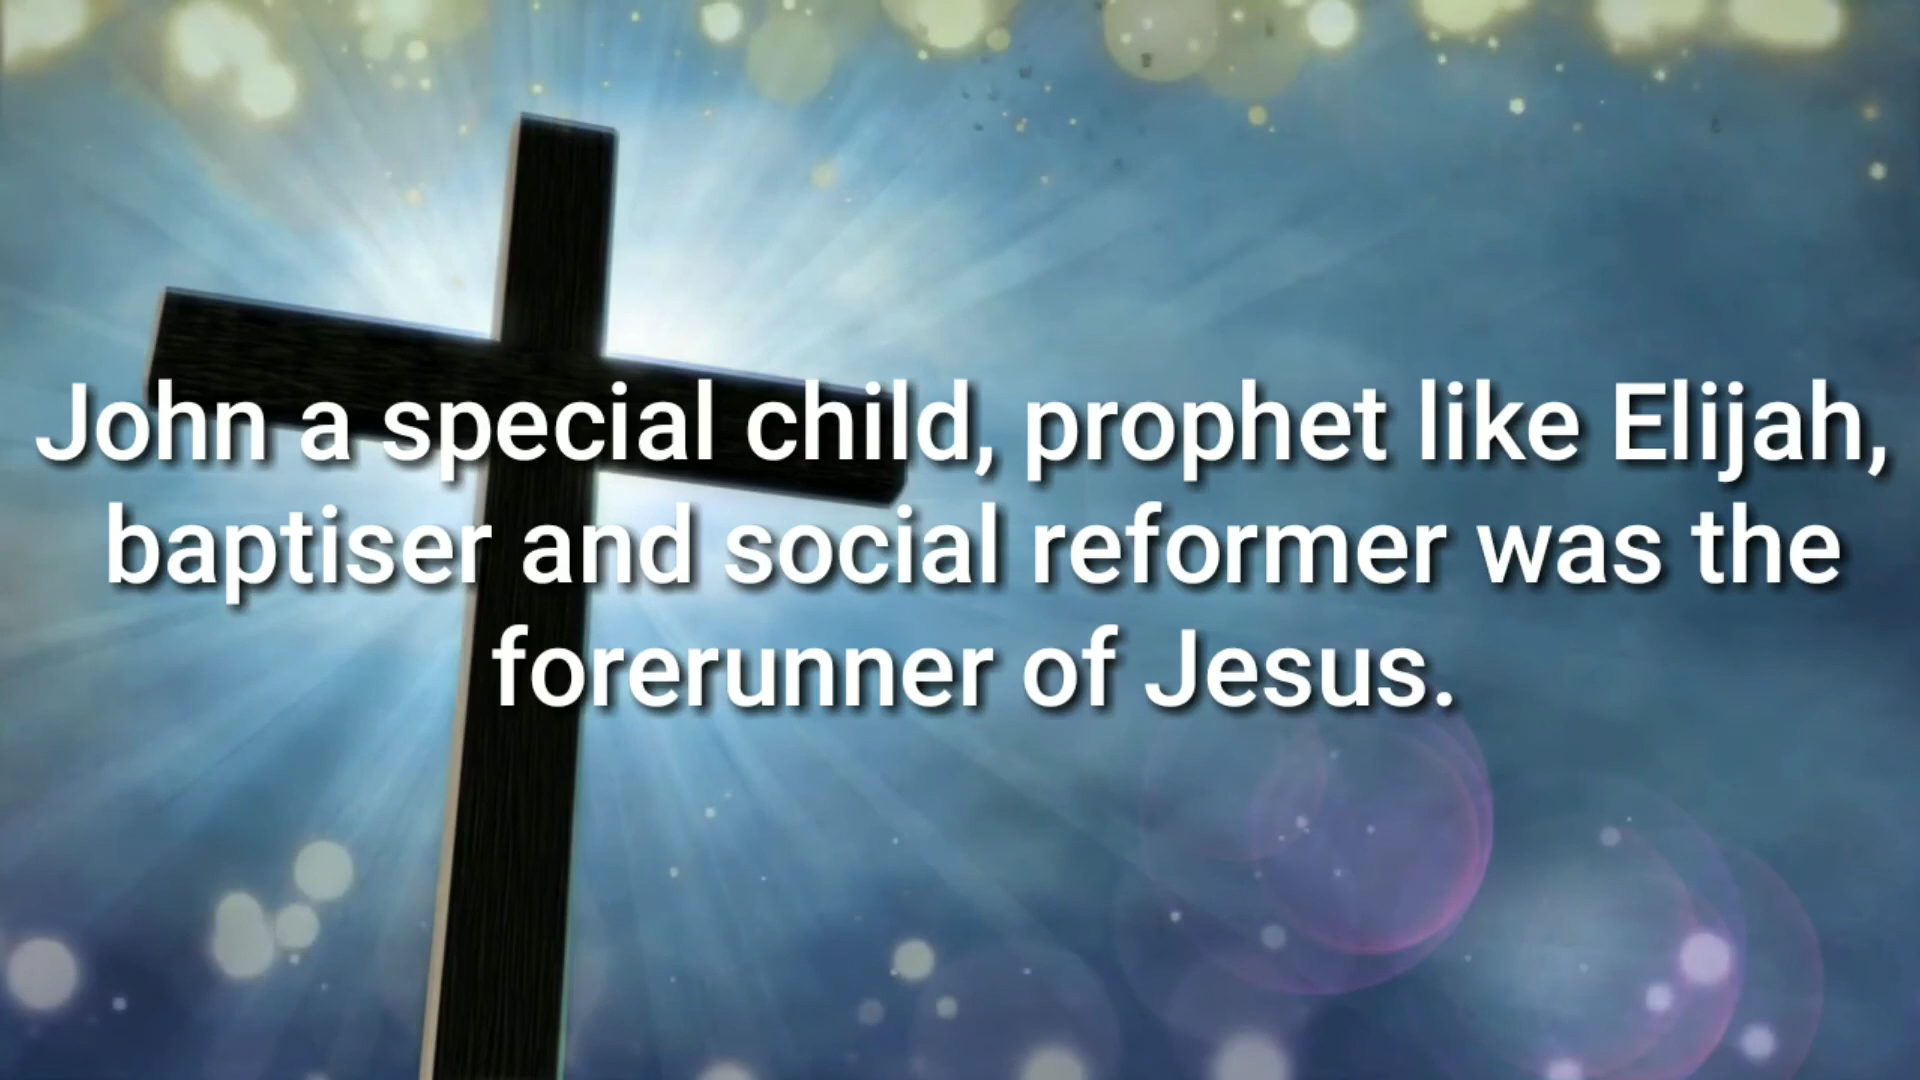 John a special child, prophet like Elijah,
baptiser and social reformer was the
forerunner of Jesus.